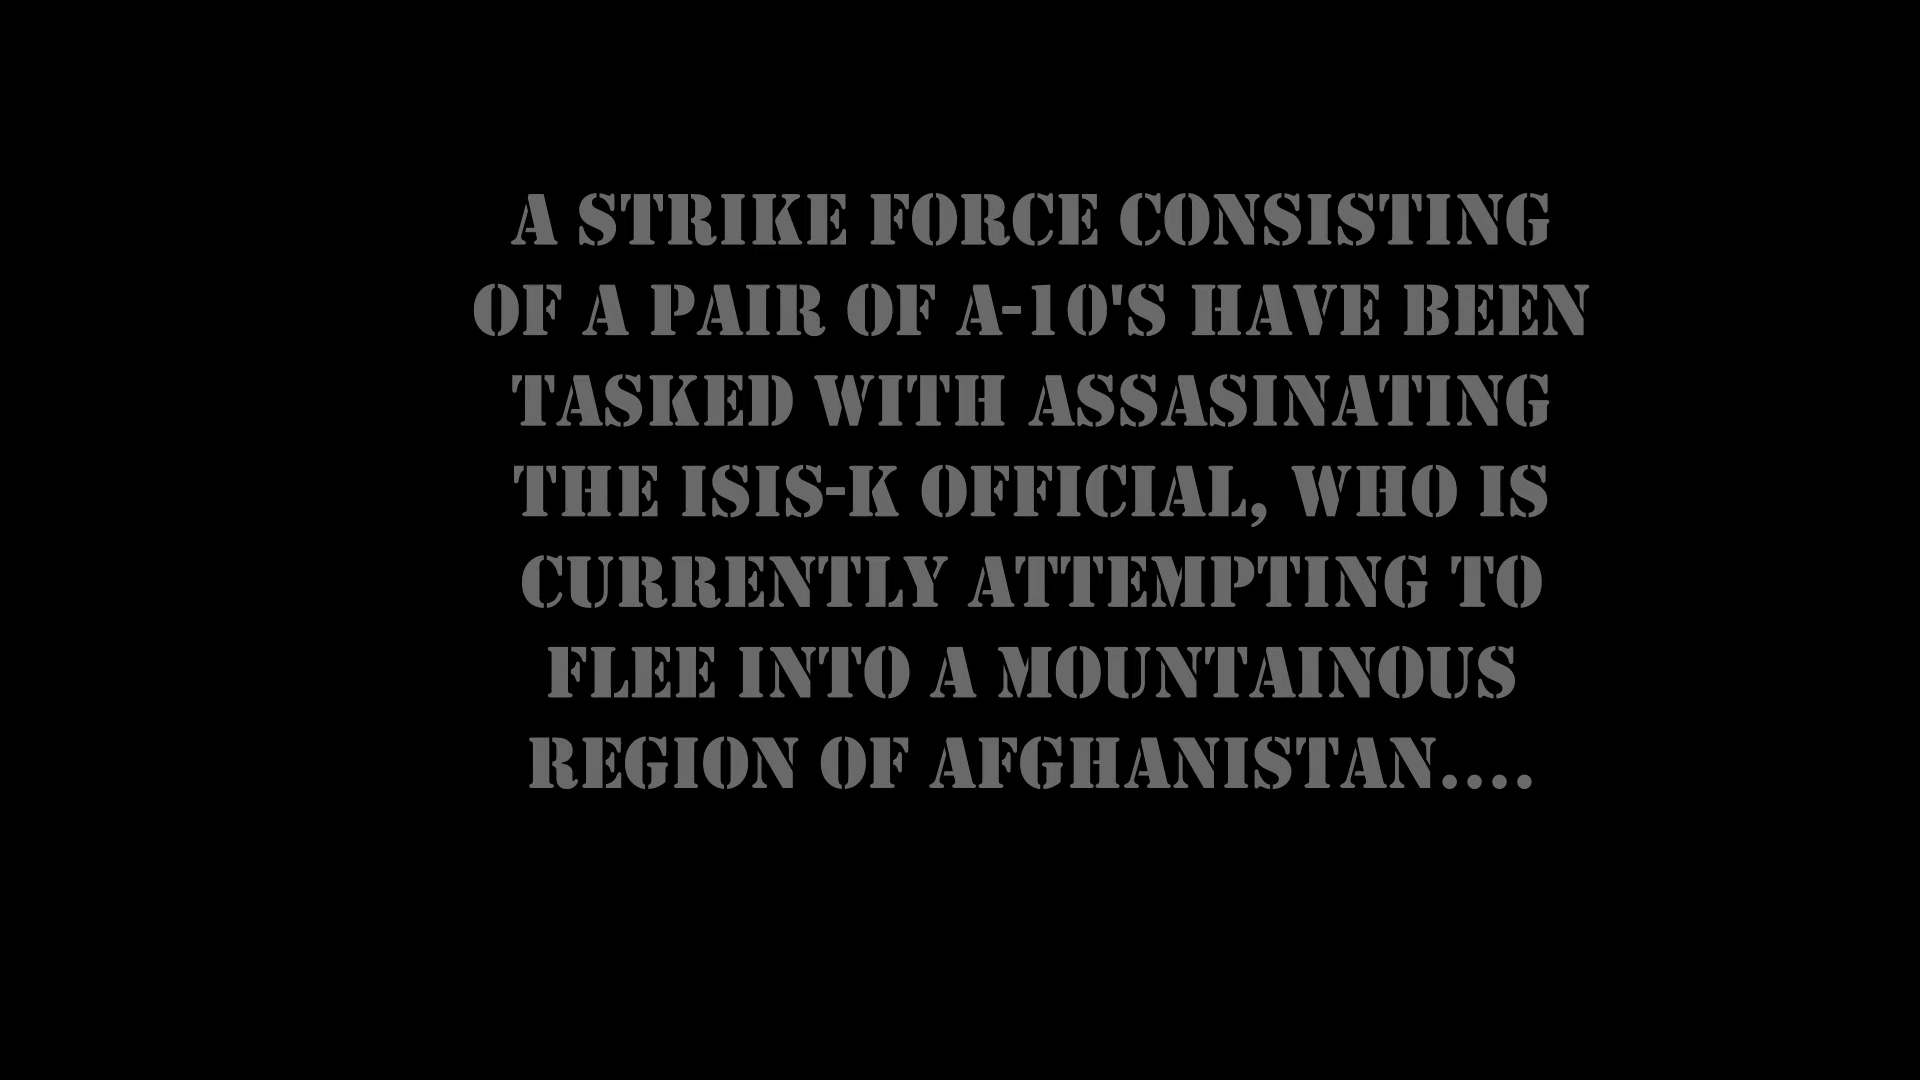 A STRIKE FORCE CONSISTING
OF A PAIR OF A-10'S HAVE BEEN
TASKED WITH ASSASINATING
THE ISIS-K OFFICIAL, WHO IS
CURRENTLY ATTEMPTING TO
FLEE INTO A MOUNTAINOUS
REGION OF AFGHANISTAN....